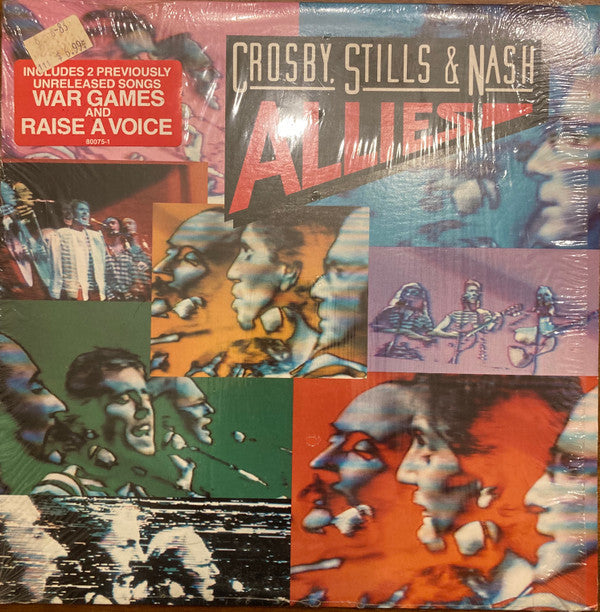 INCLUDES 2 PREVIOUSLY
UNRELEASED SONGS
WAR GAMES
AND
RAISE A VOICE
80075-1
CROSBY, STILLS & NASH
ALLIES